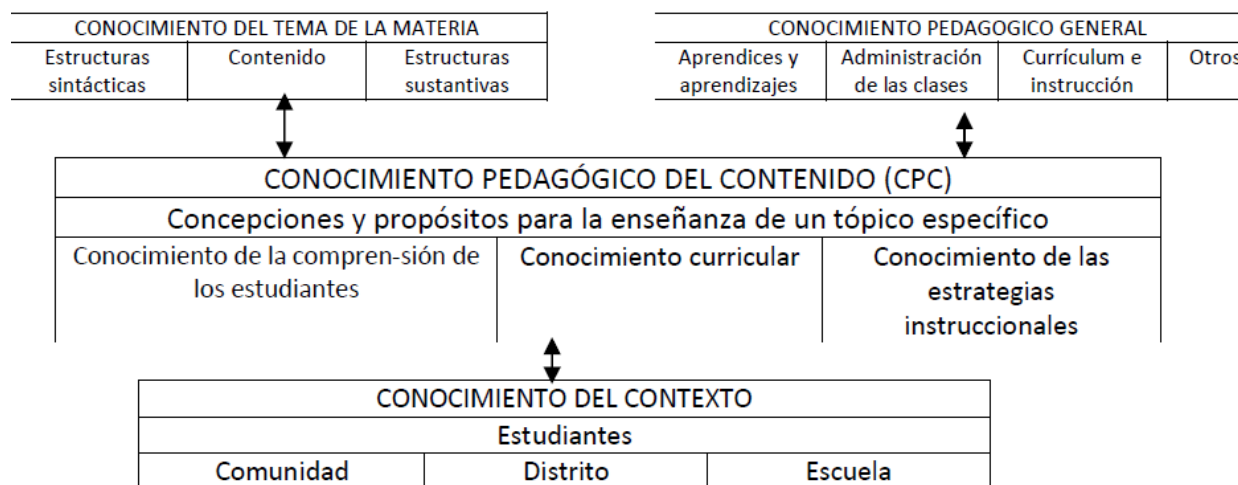 CONOCIMIENTO DEL TEMA DE LA MATERIA
Estructuras sintácticas
Contenido
Estructuras sustantivas
CONOCIMIENTO PEDAGOGICO GENERAL
Aprendices y aprendizajes
Administración de las clases
Currículum e instrucción
Otros
CONOCIMIENTO PEDAGÓGICO DEL CONTENIDO (CPC)
Concepciones y propósitos para la enseñanza de un tópico específico
Conocimiento de la compren-sión de
los estudiantes
Conocimiento curricular
Conocimiento de las
estrategias
instruccionales
CONOCIMIENTO DEL CONTEXTO
Estudiantes
Comunidad
Distrito
Escuela